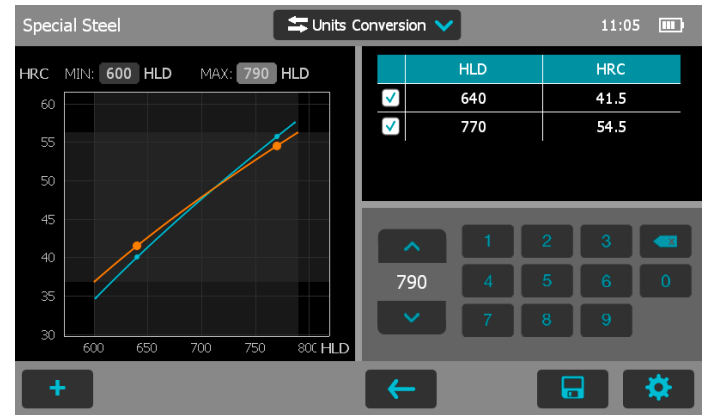 Special Steel
Units Conversion
11:05
HRC MIN: 600 HLD MAX: 790 HLD
60
55
50
45
40
35
30
600 650 700 750 800 HLD
HLD HRC
640 41.5
770 54.5
790
1 2 3
4 5 6 0
7 8 9
+